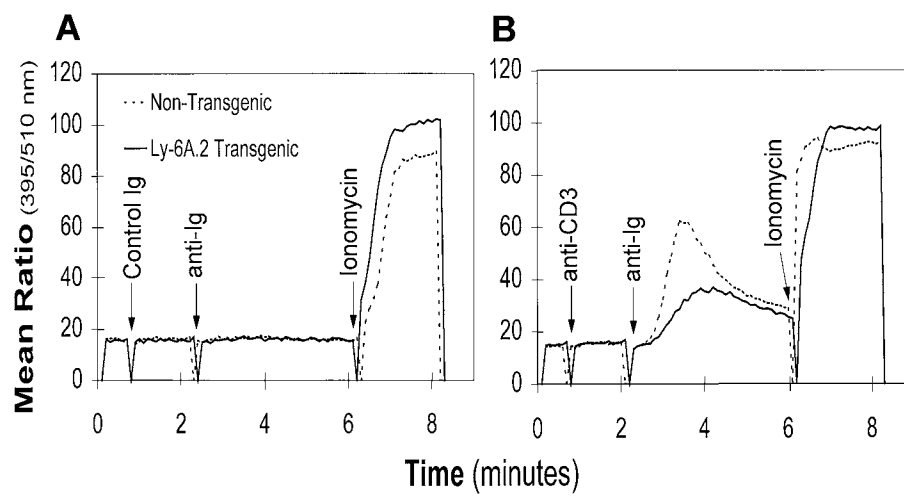 A
Mean Ratio (395/510 nm)
120
100
80
60
40
20
0
Non-Transgenic
Ly-6A.2 Transgenic
Control Ig
anti-Ig
Ionomycin
0 2 4 6 8
B
120
100
80
60
40
20
0
anti-CD3
anti-Ig
Ionomycin
0 2 4 6 8
Time (minutes)